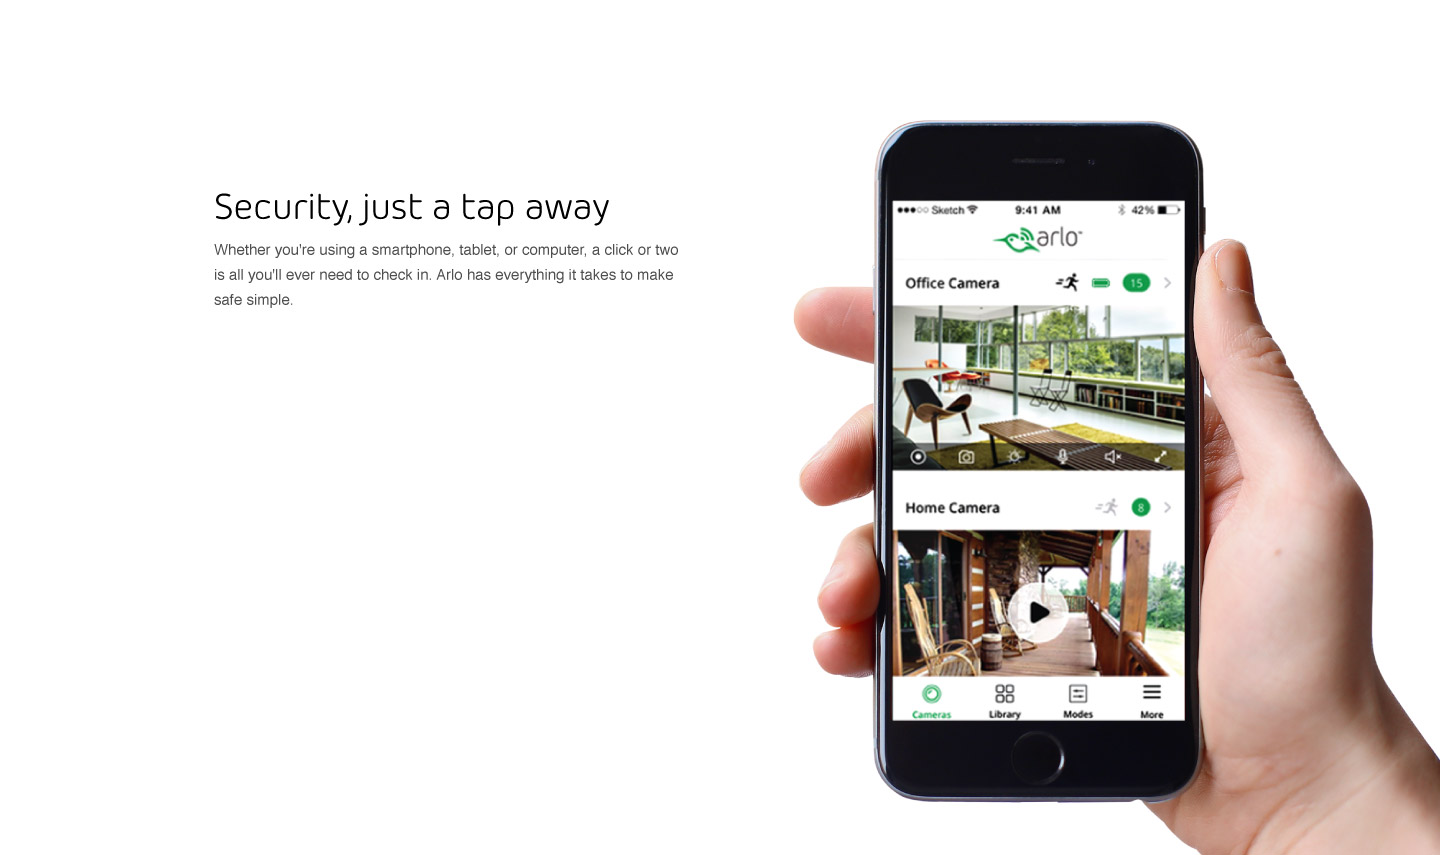 Security, just a tap away
Whether you're using a smartphone, tablet, or computer, a click or two
is all you'll ever need to check in. Arlo has everything it takes to make
safe simple.
Sketch 9:41 AM 42%
arlo™
Office Camera 15
Home Camera 8
Cameras Library Modes More